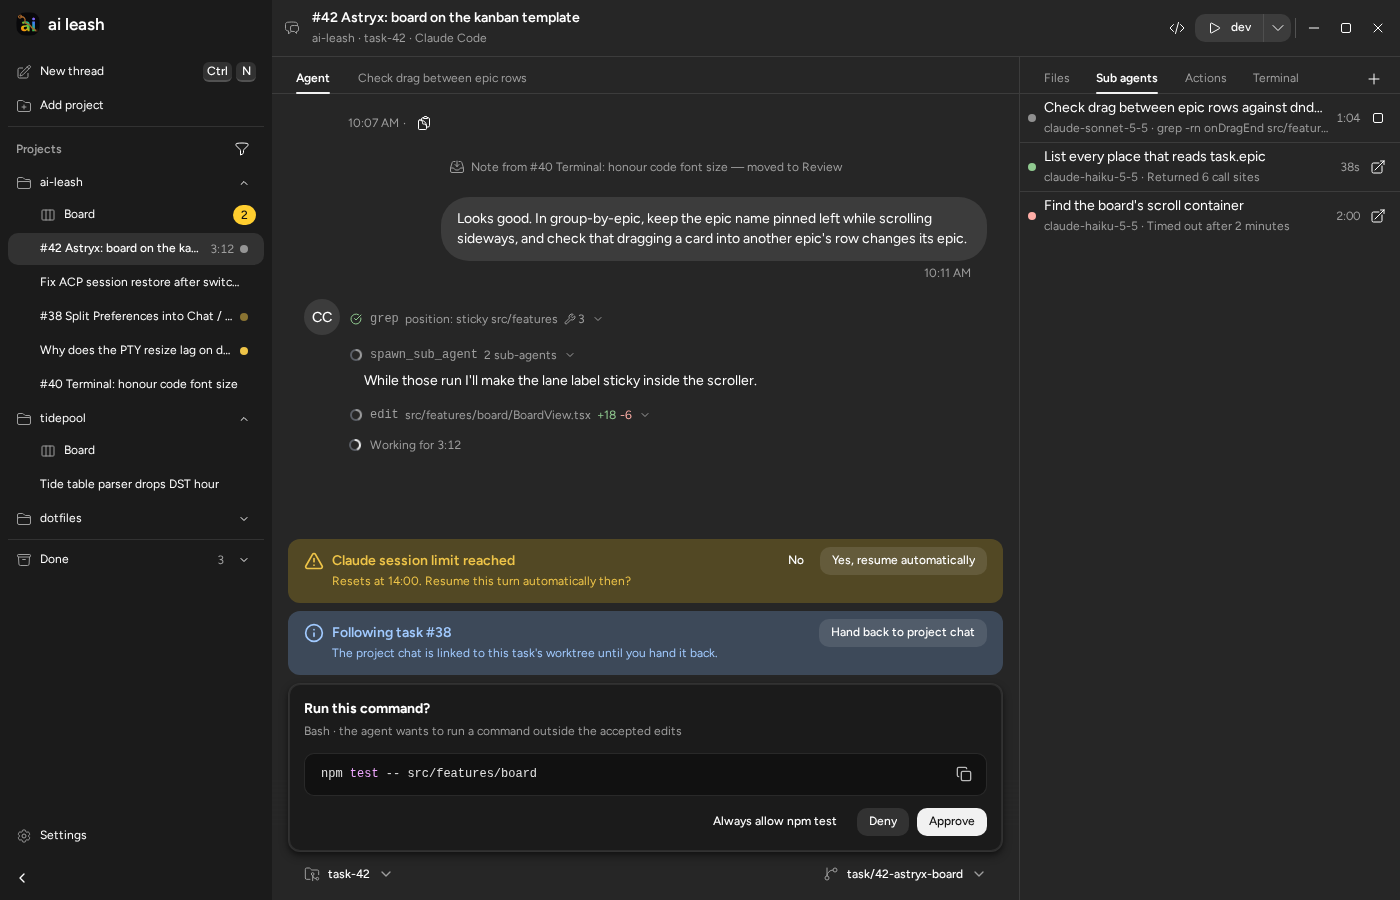 ai leash
New thread
Ctrl N
Add project
Projects
ai-leash
Board
2
#42 Astryx: board on the ka...
3:12
Fix ACP session restore after switc...
#38 Split Preferences into Chat / ...
Why does the PTY resize lag on d...
#40 Terminal: honour code font size
tidepool
Board
Tide table parser drops DST hour
dotfiles
Done
3
Settings
#42 Astryx: board on the kanban template
ai-leash · task-42 · Claude Code
dev
Agent
Check drag between epic rows
10:07 AM ·
Note from #40 Terminal: honour code font size — moved to Review
Looks good. In group-by-epic, keep the epic name pinned left while scrolling
sideways, and check that dragging a card into another epic's row changes its epic.
10:11 AM
CC
grep position: sticky src/features 3
spawn_sub_agent 2 sub-agents
While those run I'll make the lane label sticky inside the scroller.
edit src/features/board/BoardView.tsx +18 -6
Working for 3:12
Claude session limit reached
Resets at 14:00. Resume this turn automatically then?
No
Yes, resume automatically
Following task #38
The project chat is linked to this task's worktree until you hand it back.
Hand back to project chat
Run this command?
Bash · the agent wants to run a command outside the accepted edits
npm test -- src/features/board
Always allow npm test
Deny
Approve
task-42
task/42-astryx-board
Files
Sub agents
Actions
Terminal
Check drag between epic rows against dnd...
claude-sonnet-5-5 · grep -rn onDragEnd src/featur...
1:04
List every place that reads task.epic
claude-haiku-5-5 · Returned 6 call sites
38s
Find the board's scroll container
claude-haiku-5-5 · Timed out after 2 minutes
2:00